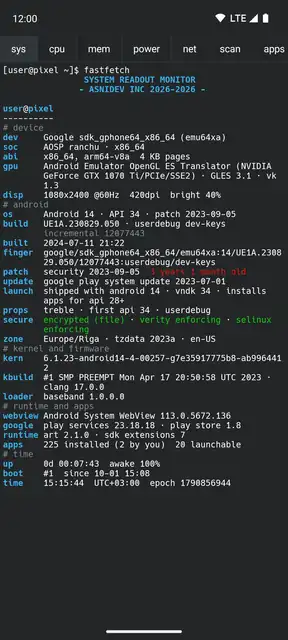 12:00 LTE
sys cpu mem power net scan apps
[user@pixel ~]$ fastfetch
SYSTEM READOUT MONITOR
- ASNIDEV INC 2026-2026 -
user@pixel
----------
# device
dev Google sdk_gphone64_x86_64 (emu64xa)
soc AOSP ranchu · x86_64
abi x86_64, arm64-v8a 4 KB pages
gpu Android Emulator OpenGL ES Translator (NVIDIA
GeForce GTX 1070 Ti/PCIe/SSE2) · GLES 3.1 · vk
1.3
disp 1080x2400 @60Hz 420dpi bright 40%
# android
os Android 14 · API 34 · patch 2023-09-05
build UE1A.230829.050 · userdebug dev-keys
incremental 12077443
built 2024-07-11 21:22
finger google/sdk_gphone64_x86_64/emu64xa:14/UE1A.2308
29.050/12077443:userdebug/dev-keys
patch security 2023-09-05 3 years 1 month old
update google play system update 2023-07-01
launch shipped with android 14 · vndk 34 · installs
apps for api 28+
props treble · first api 34 · userdebug
secure encrypted (file) · verity enforcing · selinux
enforcing
zone Europe/Riga · tzdata 2023a · en-US
# kernel and firmware
kern 6.1.23-android14-4-00257-g7e35917775b8-ab996441
2
kbuild #1 SMP PREEMPT Mon Apr 17 20:50:58 UTC 2023 ·
clang 17.0.0
loader baseband 1.0.0.0
# runtime and apps
webview Android System WebView 113.0.5672.136
google play services 23.18.18 · play store 1.8
runtime art 2.1.0 · sdk extensions 7
apps 225 installed (2 by you) 20 launchable
# time
up 0d 00:07:43 awake 100%
boot #1 since 10-01 15:08
time 15:15:44 UTC+03:00 epoch 1790856944